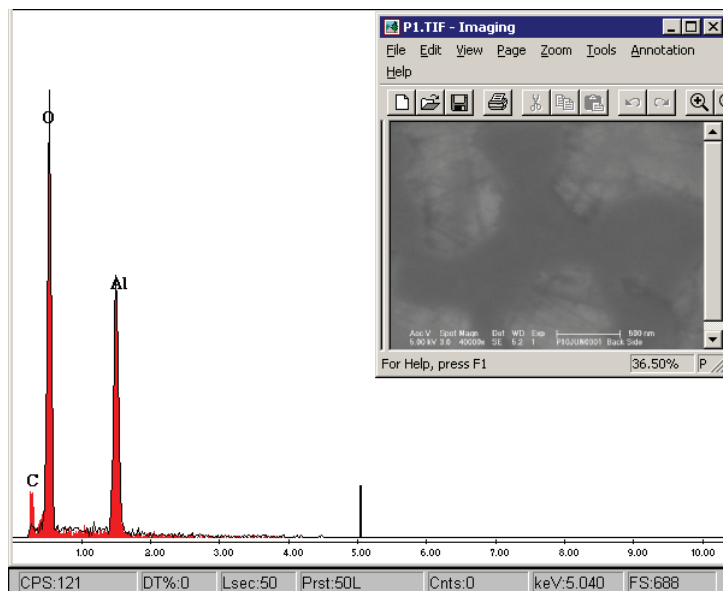 P1.TIF - Imaging
File Edit View Page Zoom Tools Annotation
Help
O
Al
C
Acc V Spot Magn Det WD Exp 500 nm
5.00 kV 3.0 40000x SE 5.2 1 P10JUN0001 Back Side
For Help, press F1 36.50% P
1.00 2.00 3.00 4.00 5.00 6.00 7.00 8.00 9.00 10.00
CPS:121 DT%:0 Lsec:50 Prst:50L Cnts:0 keV:5.040 FS:688